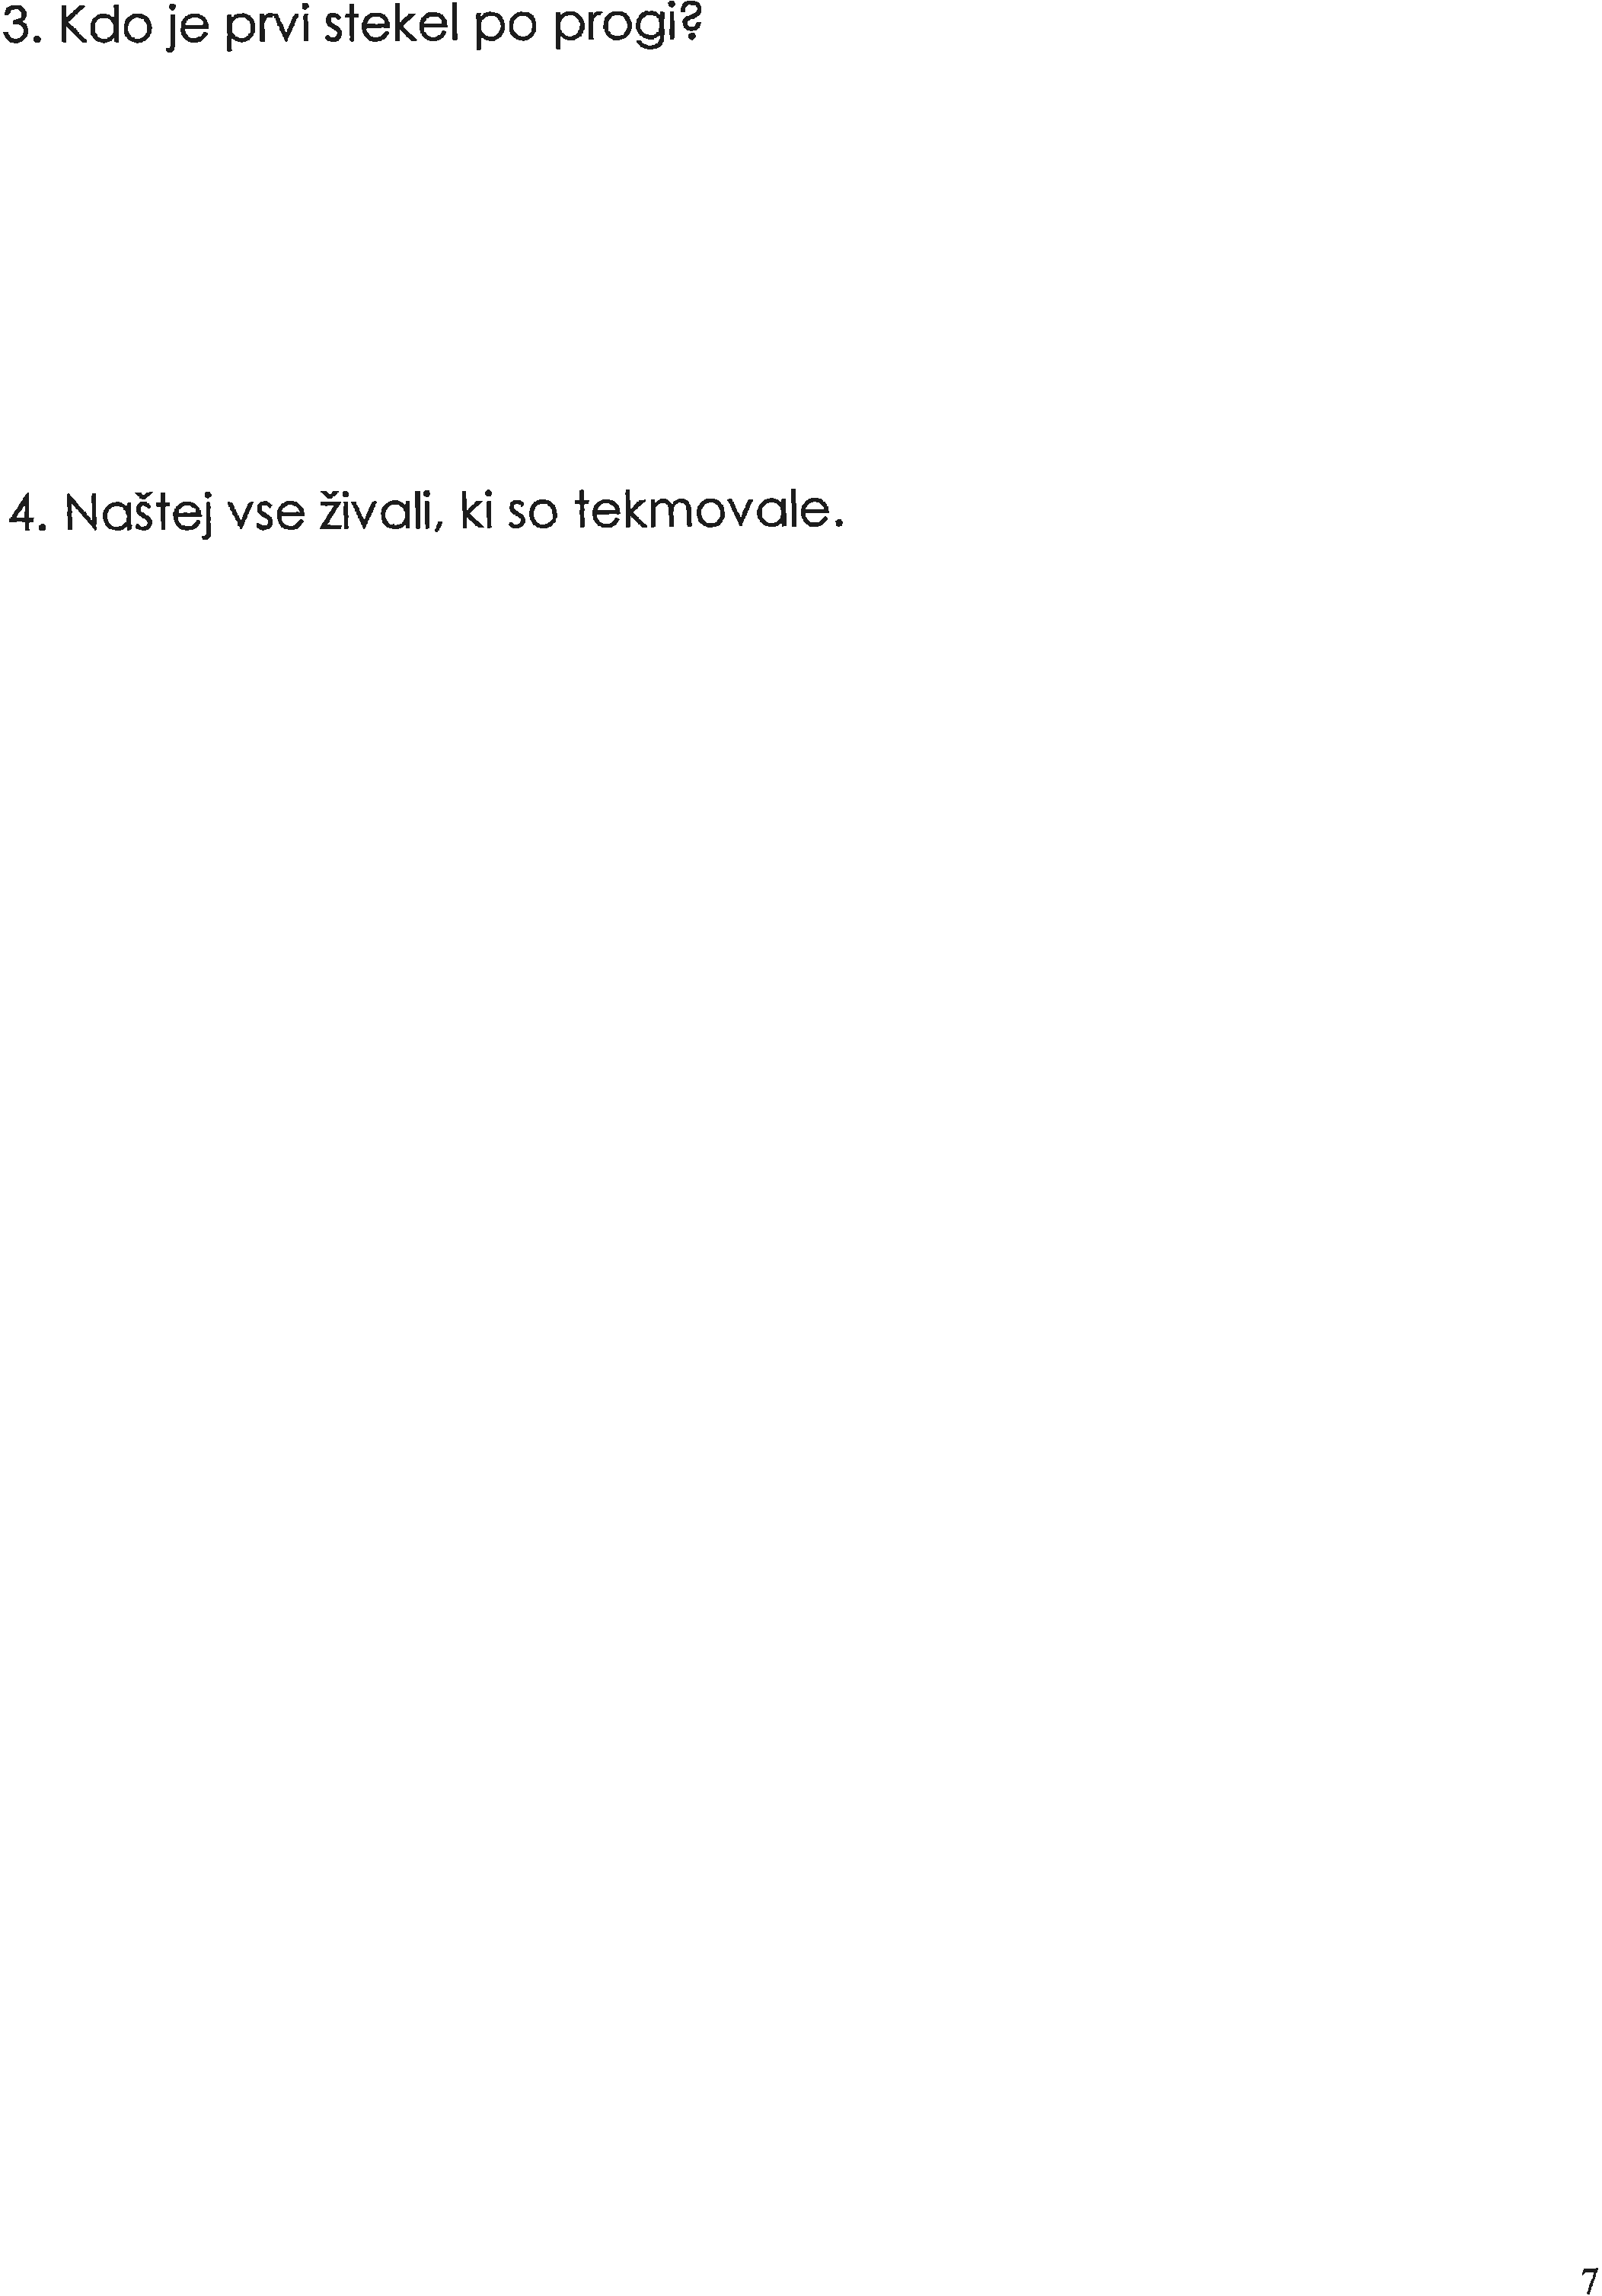 3. Kdo je prvi stekel po progi?
4. Naštej vse živali, ki so tekmovale.
7